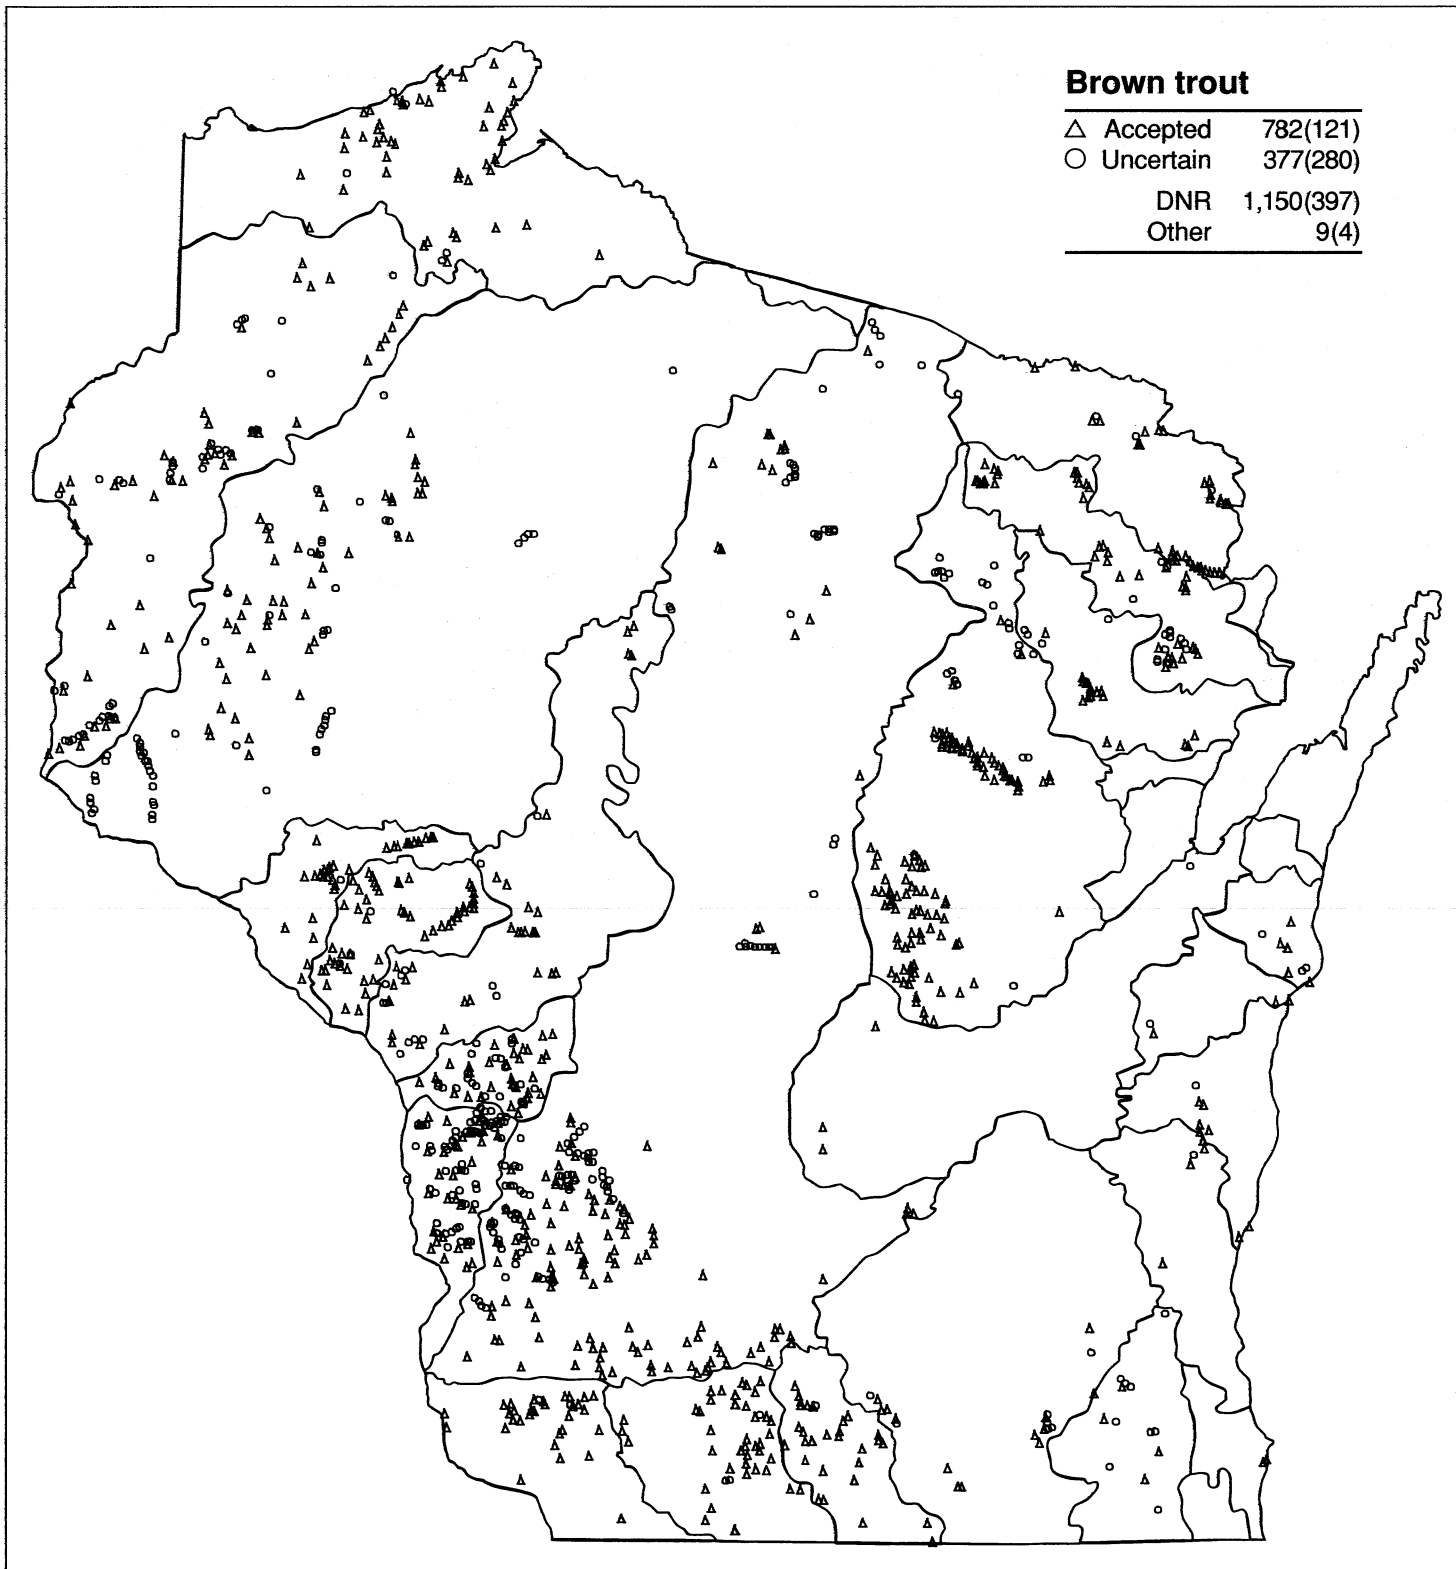 Brown trout
△ Accepted 782(121)
○ Uncertain 377(280)
DNR 1,150(397)
Other 9(4)